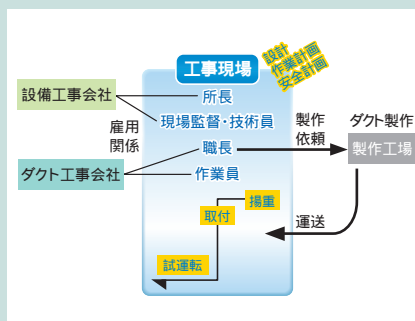 工事現場
設計
作業計画
安全計画
設備工事会社
所長
現場監督・技術員
雇用
関係
職長
ダクト工事会社
作業員
製作
依頼
ダクト製作
製作工場
揚重
取付
運送
試運転